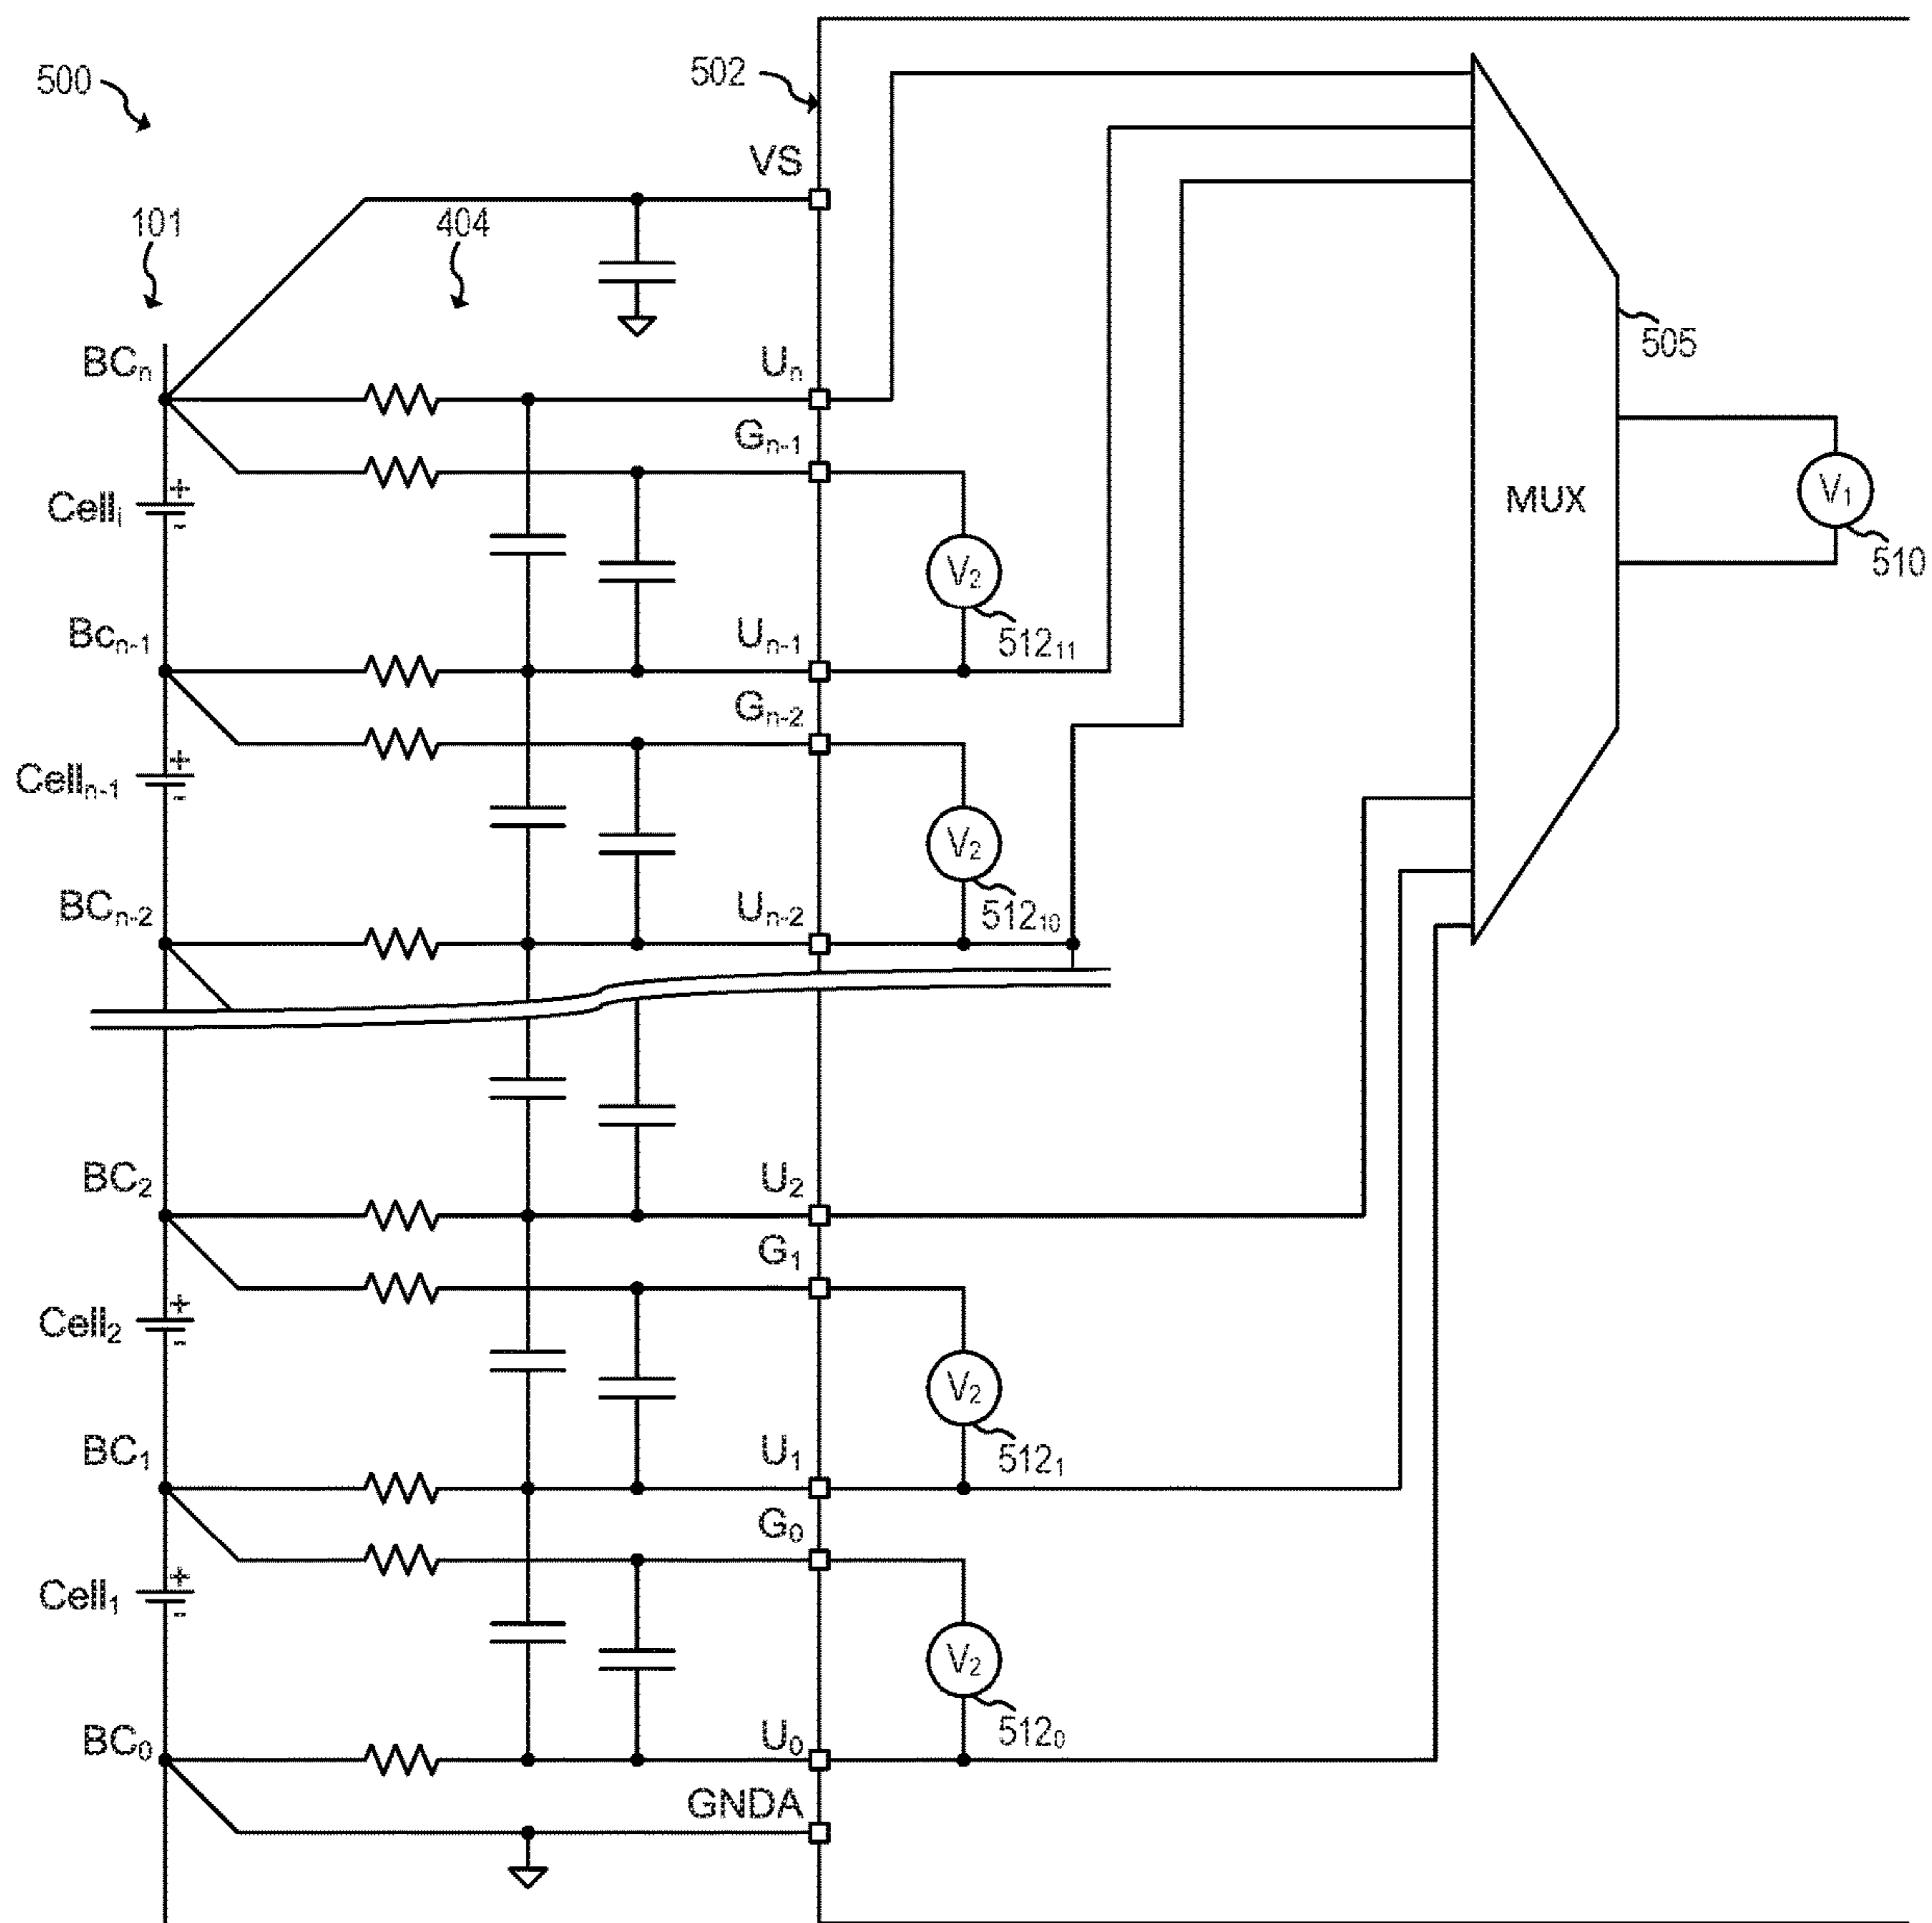 500
502
VS
101
404
505
BCₙ
Uₙ
Gₙ₋₁
Cellᵢ
+
-
MUX
V₁
510
V₂
512₁₁
Bcₙ₋₁
Uₙ₋₁
Gₙ₋₂
Cellₙ₋₁
+
-
V₂
512₁₀
BCₙ₋₂
Uₙ₋₂
BC₂
U₂
G₁
Cell₂
+
-
V₂
512₁
BC₁
U₁
G₀
Cell₁
+
-
V₂
512₀
BC₀
U₀
GNDA